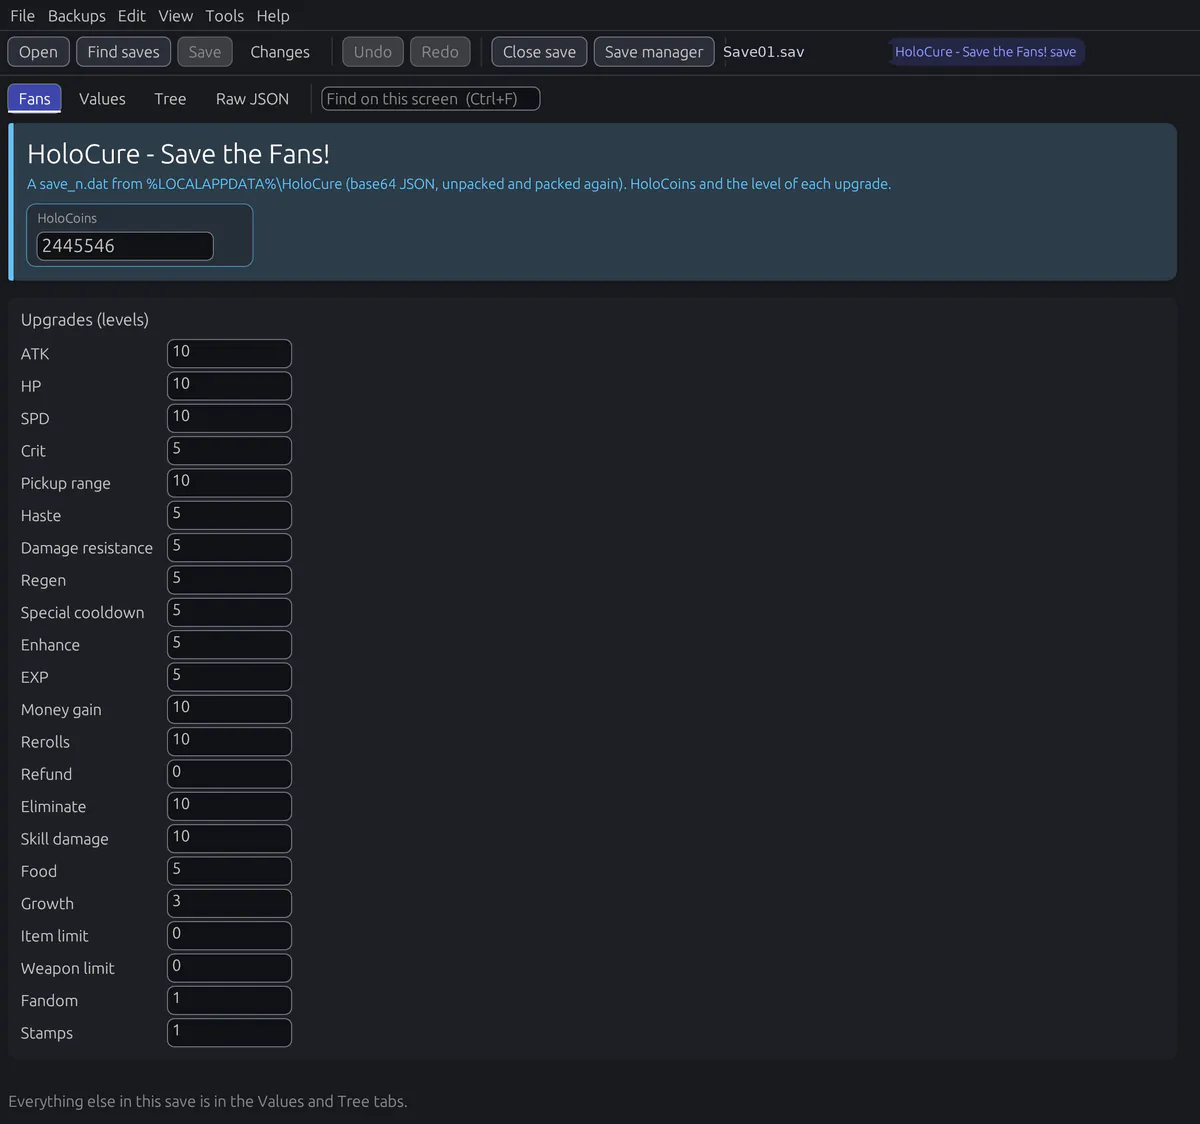 File Backups Edit View Tools Help
Open Find saves Save Changes Undo Redo Close save Save manager Save01.sav HoloCure - Save the Fans! save
Fans Values Tree Raw JSON Find on this screen (Ctrl+F)
HoloCure - Save the Fans!
A save_n.dat from %LOCALAPPDATA%\HoloCure (base64 JSON, unpacked and packed again). HoloCoins and the level of each upgrade.
HoloCoins
2445546
Upgrades (levels)
ATK 10
HP 10
SPD 10
Crit 5
Pickup range 10
Haste 5
Damage resistance 5
Regen 5
Special cooldown 5
Enhance 5
EXP 5
Money gain 10
Rerolls 10
Refund 0
Eliminate 10
Skill damage 10
Food 5
Growth 3
Item limit 0
Weapon limit 0
Fandom 1
Stamps 1
Everything else in this save is in the Values and Tree tabs.